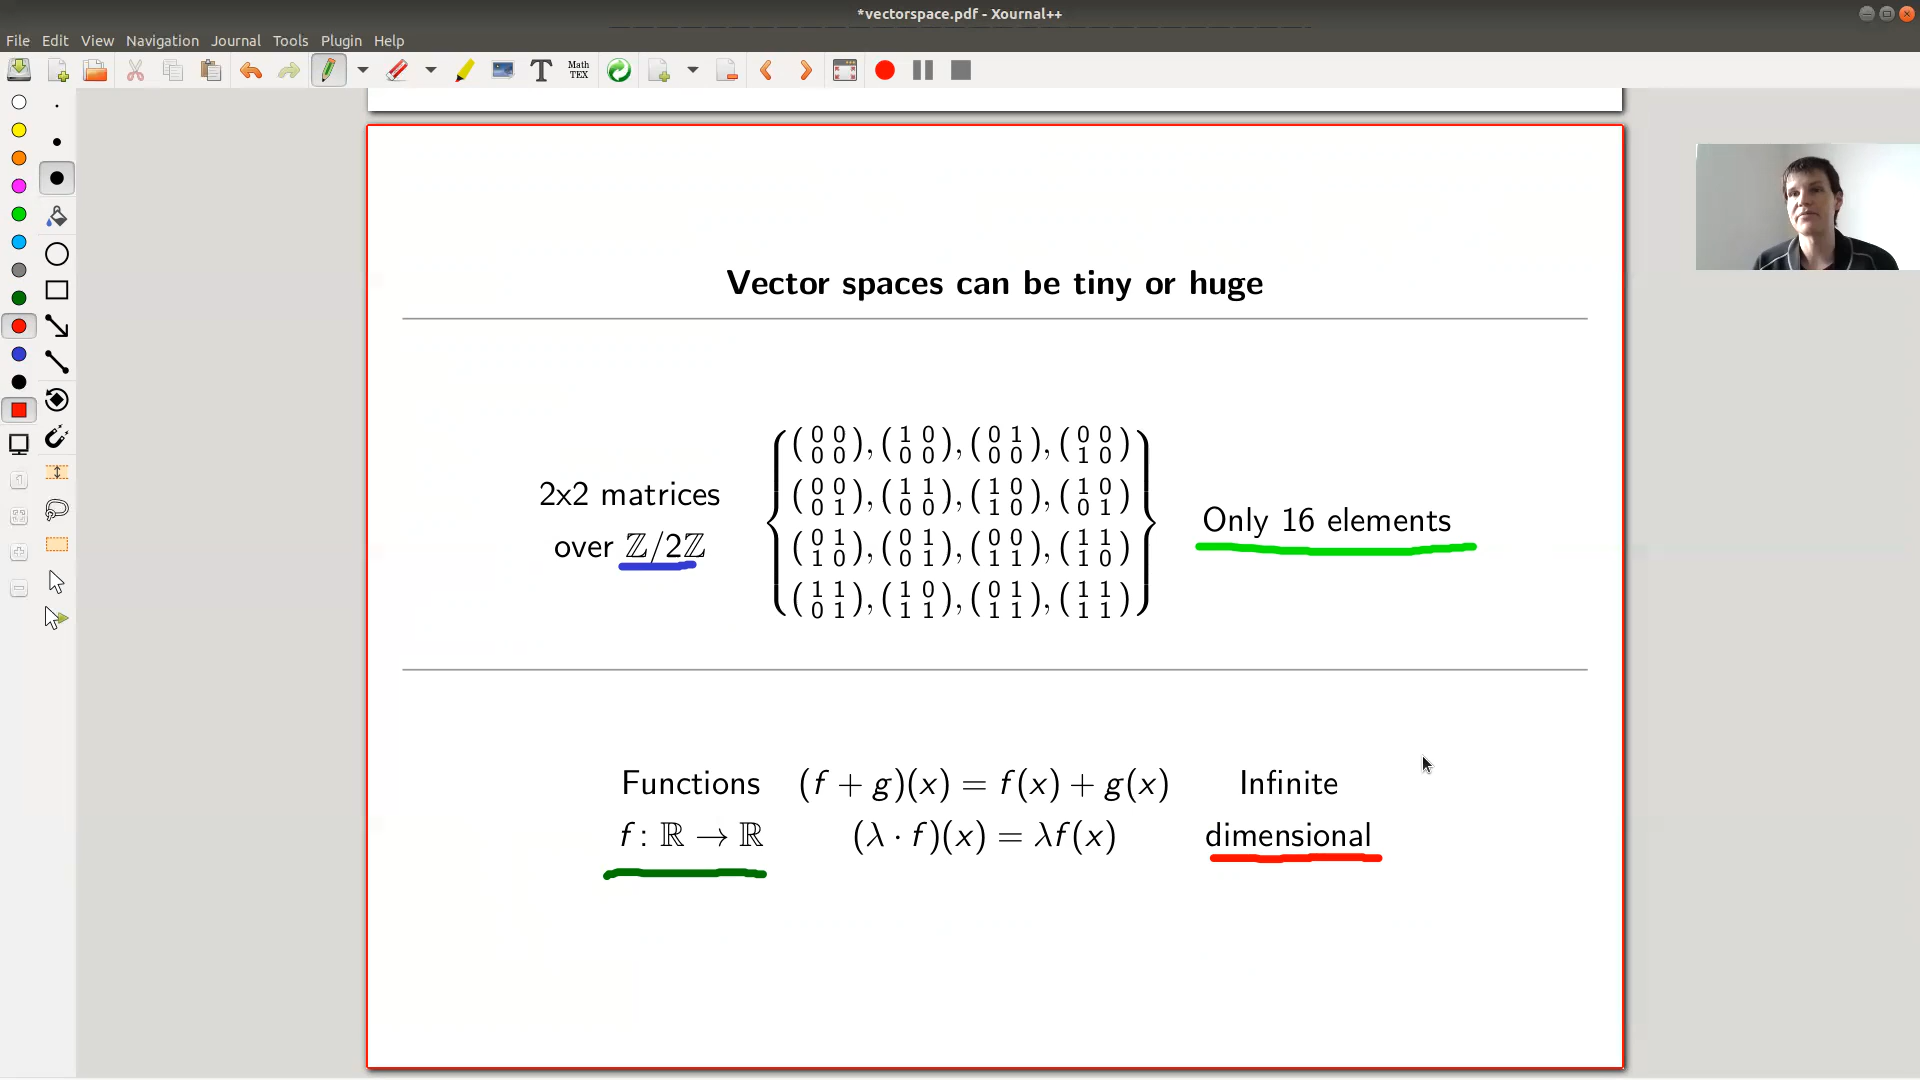 *vectorspace.pdf - Xournal++
File Edit View Navigation Journal Tools Plugin Help
Math
TEX
Vector spaces can be tiny or huge
2x2 matrices
over ℤ/2ℤ
{ (0 0 / 0 0), (1 0 / 0 0), (0 1 / 0 0), (0 0 / 1 0)
(0 0 / 0 1), (1 1 / 0 0), (1 0 / 1 0), (1 0 / 0 1)
(0 1 / 1 0), (0 1 / 0 1), (0 0 / 1 1), (1 1 / 1 0)
(1 1 / 0 1), (1 0 / 1 1), (0 1 / 1 1), (1 1 / 1 1) }
Only 16 elements
Functions
f : ℝ → ℝ
(f + g)(x) = f(x) + g(x)
(λ · f)(x) = λf(x)
Infinite
dimensional